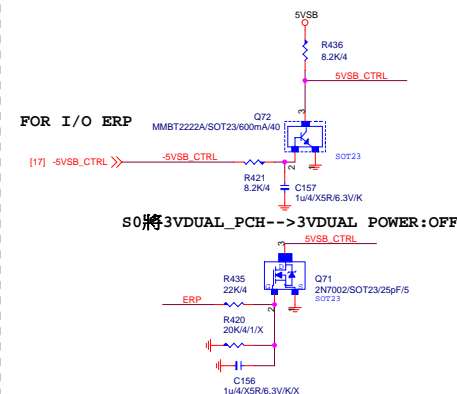 5VSB
R436
8.2K/4
5VSB_CTRL
3
Q72
MMBT2222A/SOT23/600mA/40
FOR I/O ERP
SOT23
[17] -5VSB_CTRL
-5VSB_CTRL
2
R421
8.2K/4
C157
1u/4/X5R/6.3V/K
S0將3VDUAL_PCH-->3VDUAL POWER:OFF
5VSB_CTRL
3
D
G
S
Q71
2N7002/SOT23/25pF/5
SOT23
R435
22K/4
ERP
2
R420
20K/4/1/X
C156
1u/4/X5R/6.3V/K/X